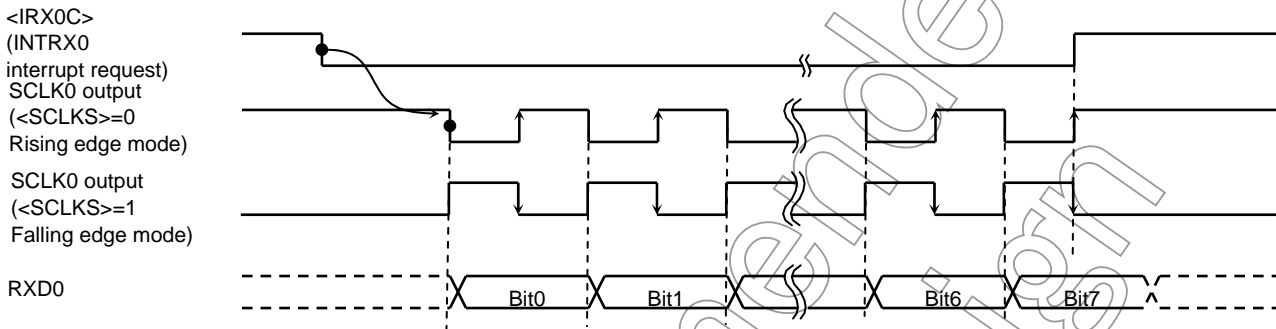 <IRX0C>
(INTRX0
interrupt request)
SCLK0 output
(<SCLKS>=0
Rising edge mode)
SCLK0 output
(<SCLKS>=1
Falling edge mode)
RXD0
Bit0
Bit1
Bit6
Bit7